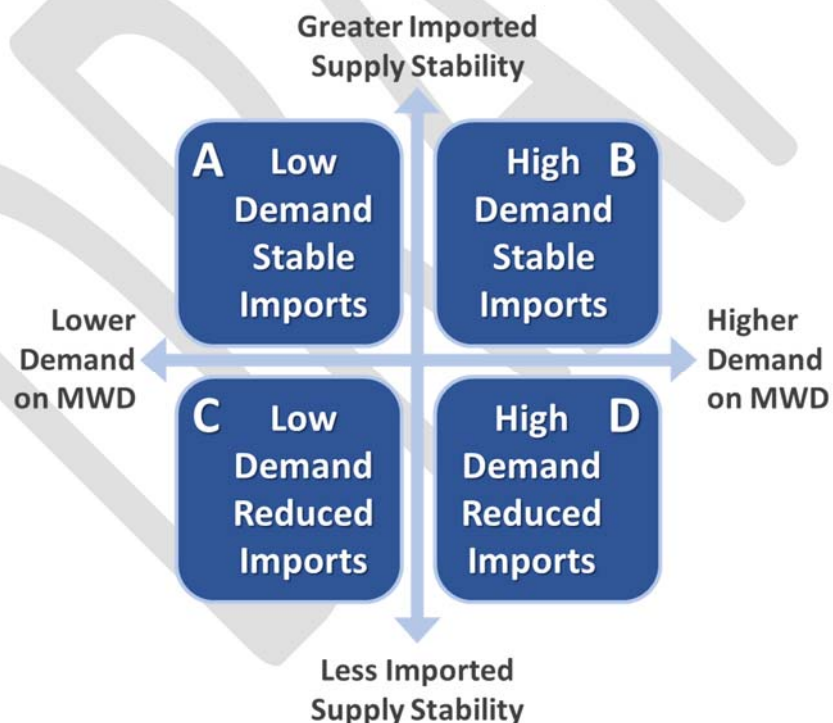 Greater Imported
Supply Stability
A Low
Demand
Stable
Imports
High B
Demand
Stable
Imports
Lower
Demand
on MWD
Higher
Demand
on MWD
C Low
Demand
Reduced
Imports
High D
Demand
Reduced
Imports
Less Imported
Supply Stability